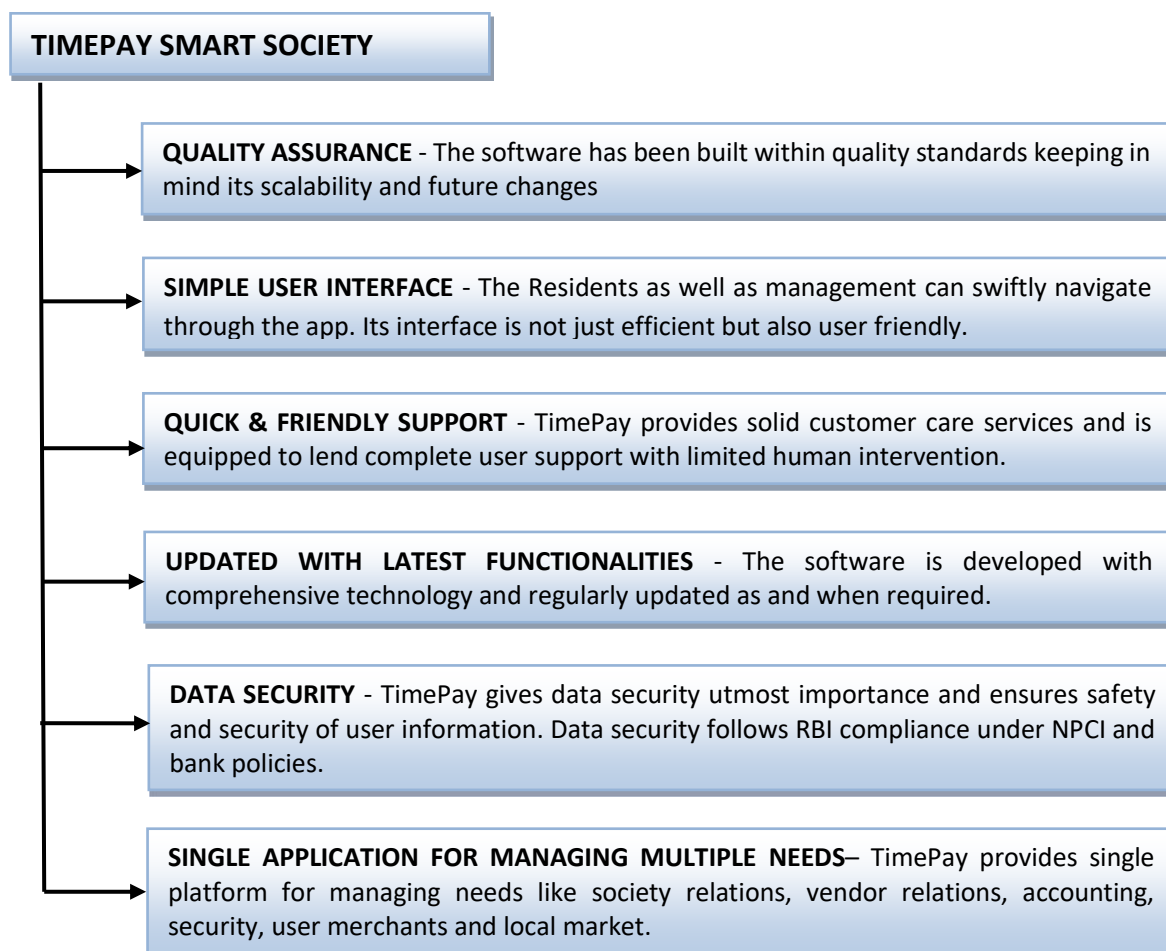 TIMEPAY SMART SOCIETY
QUALITY ASSURANCE - The software has been built within quality standards keeping in
mind its scalability and future changes
SIMPLE USER INTERFACE - The Residents as well as management can swiftly navigate
through the app. Its interface is not just efficient but also user friendly.
QUICK & FRIENDLY SUPPORT - TimePay provides solid customer care services and is
equipped to lend complete user support with limited human intervention.
UPDATED WITH LATEST FUNCTIONALITIES - The software is developed with
comprehensive technology and regularly updated as and when required.
DATA SECURITY - TimePay gives data security utmost importance and ensures safety
and security of user information. Data security follows RBI compliance under NPCI and
bank policies.
SINGLE APPLICATION FOR MANAGING MULTIPLE NEEDS– TimePay provides single
platform for managing needs like society relations, vendor relations, accounting,
security, user merchants and local market.